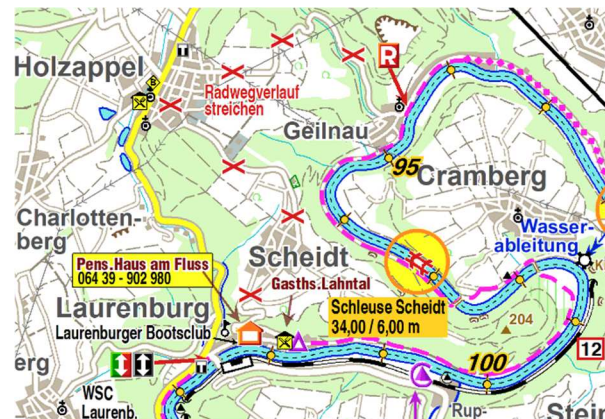 Holzappel
Radwegverlauf
streichen
R
Geilnau
95
Cramberg
Charlotten-
berg
Wasser-
ableitung
Scheidt
Pens.Haus am Fluss
064 39 - 902 980
Gasths.Lahntal
Laurenburg
Laurenburger Bootsclub
Schleuse Scheidt
34,00 / 6,00 m
204
erg
100
12
WSC
Laurenb.
Rup-
Stei